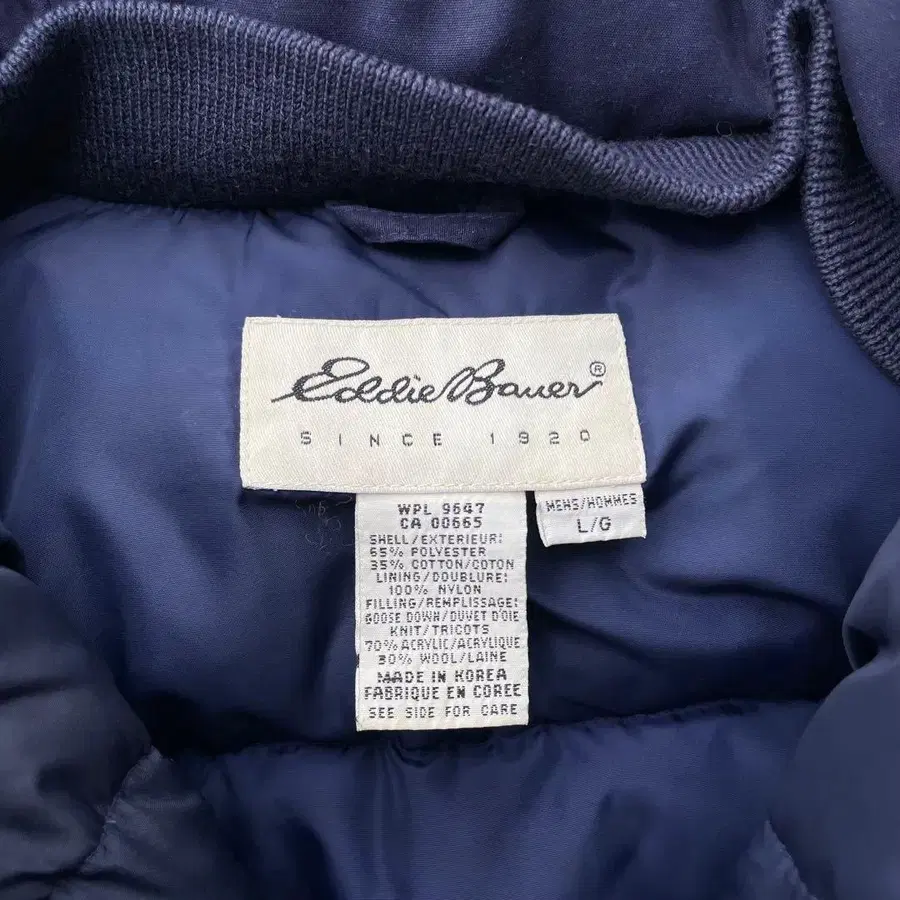 Eddie Bauer®
SINCE 1920
MENS/HOMMES
L/G
WPL 9647
CA 00665
SHELL/EXTERIEUR:
65% POLYESTER
35% COTTON/COTON
LINING/DOUBLURE:
100% NYLON
FILLING/REMPLISSAGE:
GOOSE DOWN/DUVET D'OIE
KNIT/TRICOTS
70% ACRYLIC/ACRYLIQUE
30% WOOL/LAINE
MADE IN KOREA
FABRIQUE EN COREE
SEE SIDE FOR CARE